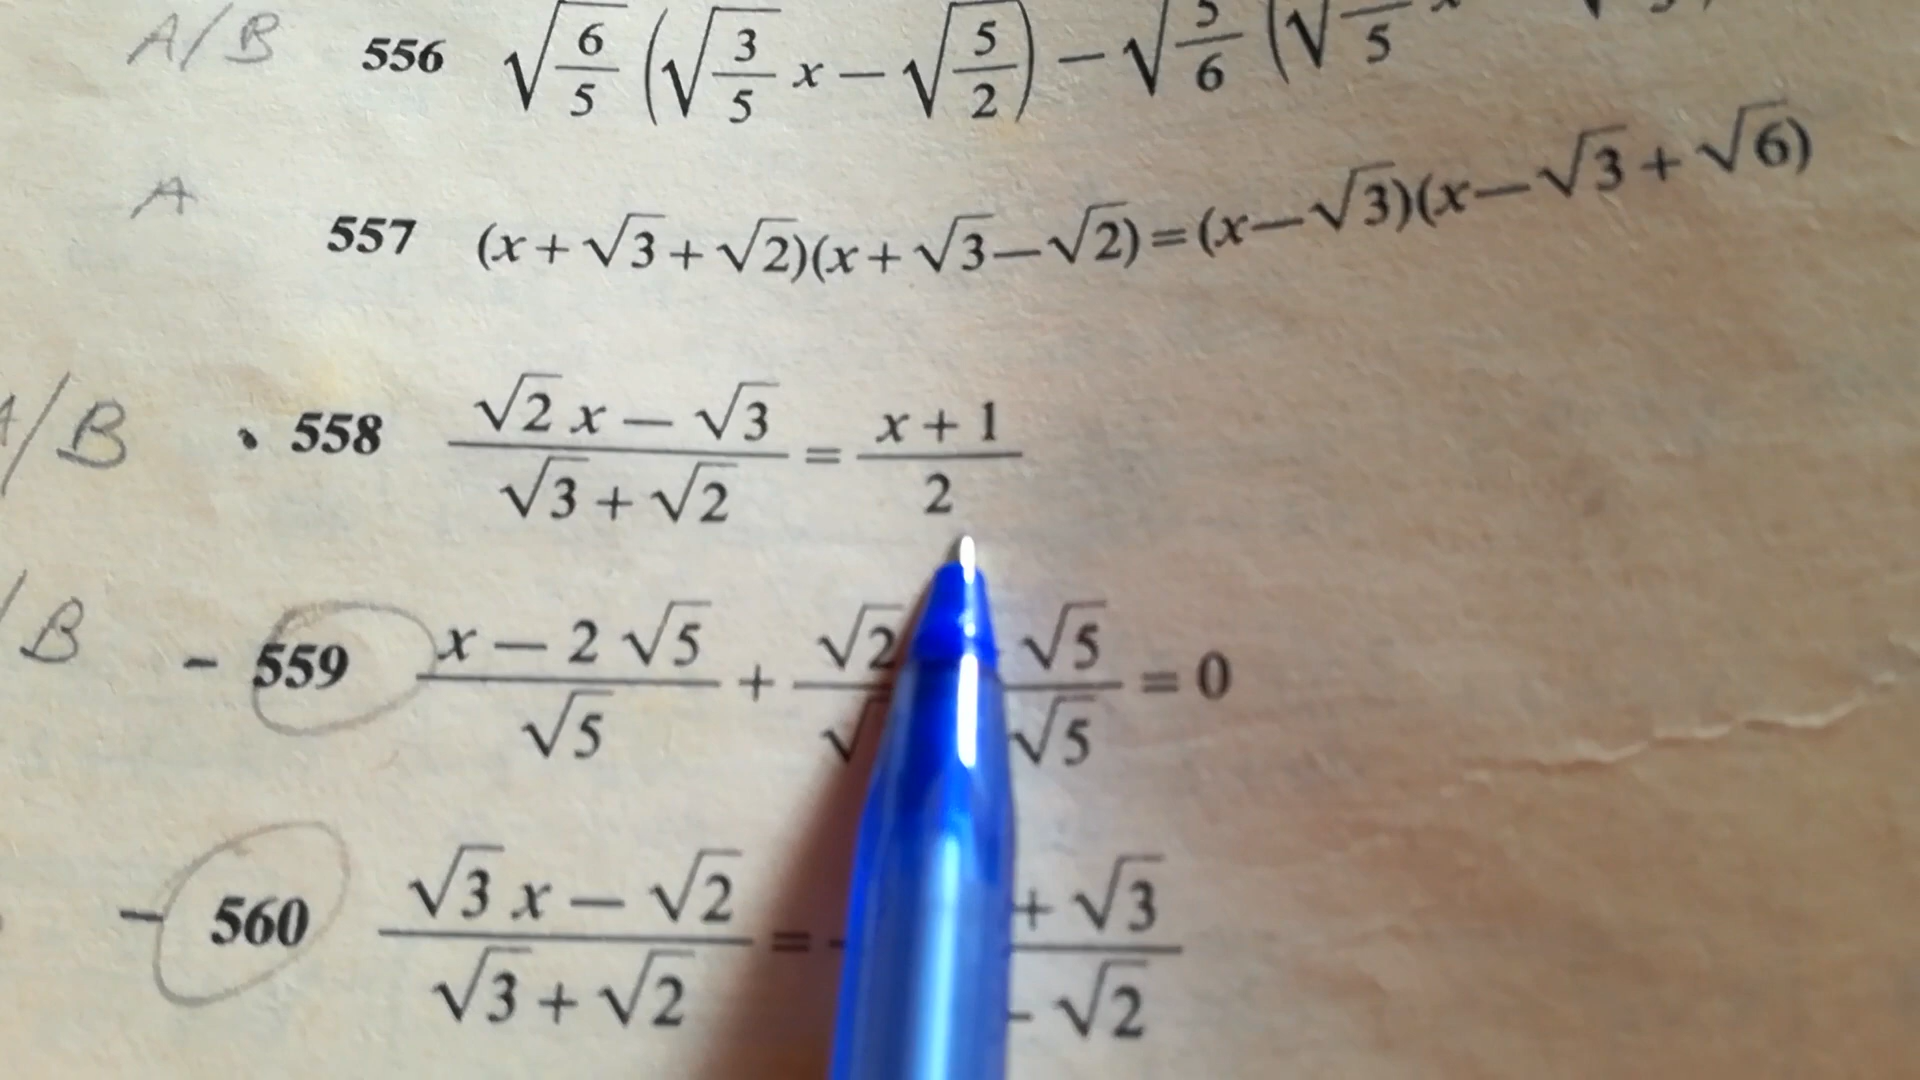 A/B 556 √6/5 (√3/5 x − √5/2) − √5/6 (√ /5 x
A 557 (x + √3 + √2)(x + √3 − √2) = (x − √3)(x − √3 + √6)
A/B • 558 (√2 x − √3)/(√3 + √2) = (x + 1)/2
/B − 559 (x − 2 √5)/√5 + √2 √5/√ √5 = 0
− 560 (√3 x − √2)/(√3 + √2) = + √3/− √2